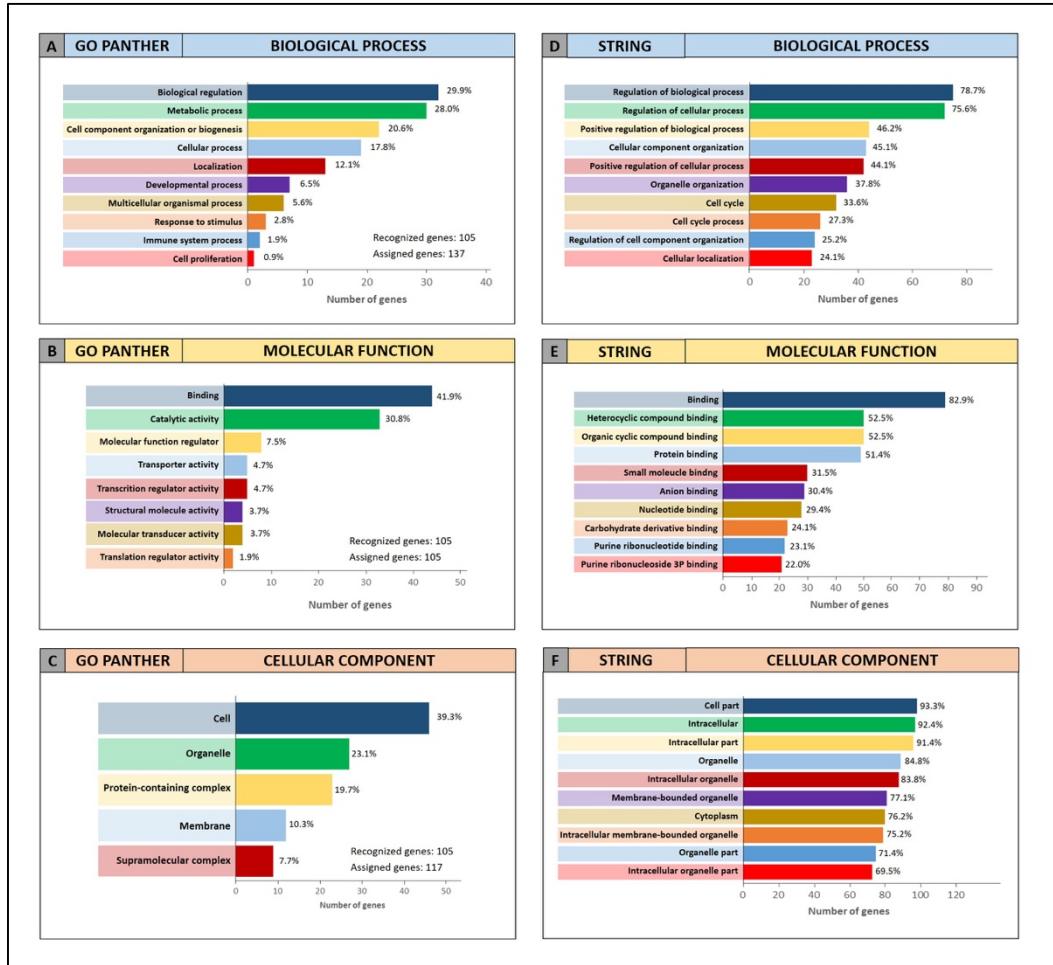 A GO PANTHER BIOLOGICAL PROCESS
Biological regulation 29.9%
Metabolic process 28.0%
Cell component organization or biogenesis 20.6%
Cellular process 17.8%
Localization 12.1%
Developmental process 6.5%
Multicellular organismal process 5.6%
Response to stimulus 2.8%
Immune system process 1.9%
Cell proliferation 0.9%
Recognized genes: 105
Assigned genes: 137
0 10 20 30 40
Number of genes
B GO PANTHER MOLECULAR FUNCTION
Binding 41.9%
Catalytic activity 30.8%
Molecular function regulator 7.5%
Transporter activity 4.7%
Transcrition regulator activity 4.7%
Structural molecule activity 3.7%
Molecular transducer activity 3.7%
Translation regulator activity 1.9%
Recognized genes: 105
Assigned genes: 105
0 10 20 30 40 50
Number of genes
C GO PANTHER CELLULAR COMPONENT
Cell 39.3%
Organelle 23.1%
Protein-containing complex 19.7%
Membrane 10.3%
Supramolecular complex 7.7%
Recognized genes: 105
Assigned genes: 117
0 10 20 30 40 50
Number of genes
D STRING BIOLOGICAL PROCESS
Regulation of biological process 78.7%
Regulation of cellular process 75.6%
Positive regulation of biological process 46.2%
Cellular component organization 45.1%
Positive regulation of cellular process 44.1%
Organelle organization 37.8%
Cell cycle 33.6%
Cell cycle process 27.3%
Regulation of cell component organization 25.2%
Cellular localization 24.1%
0 20 40 60 80
Number of genes
E STRING MOLECULAR FUNCTION
Binding 82.9%
Heterocyclic compound binding 52.5%
Organic cyclic compound binding 52.5%
Protein binding 51.4%
Small moleucle bindng 31.5%
Anion binding 30.4%
Nucleotide binding 29.4%
Carbohydrate derivative binding 24.1%
Purine ribonucleotide binding 23.1%
Purine ribonucleoside 3P binding 22.0%
0 10 20 30 40 50 60 70 80 90
Number of genes
F STRING CELLULAR COMPONENT
Cell part 93.3%
Intracellular 92.4%
Intracellular part 91.4%
Organelle 84.8%
Intracellular organelle 83.8%
Membrane-bounded organelle 77.1%
Cytoplasm 76.2%
Intracellular membrane-bounded organelle 75.2%
Organelle part 71.4%
Intracellular organelle part 69.5%
0 20 40 60 80 100 120
Number of genes